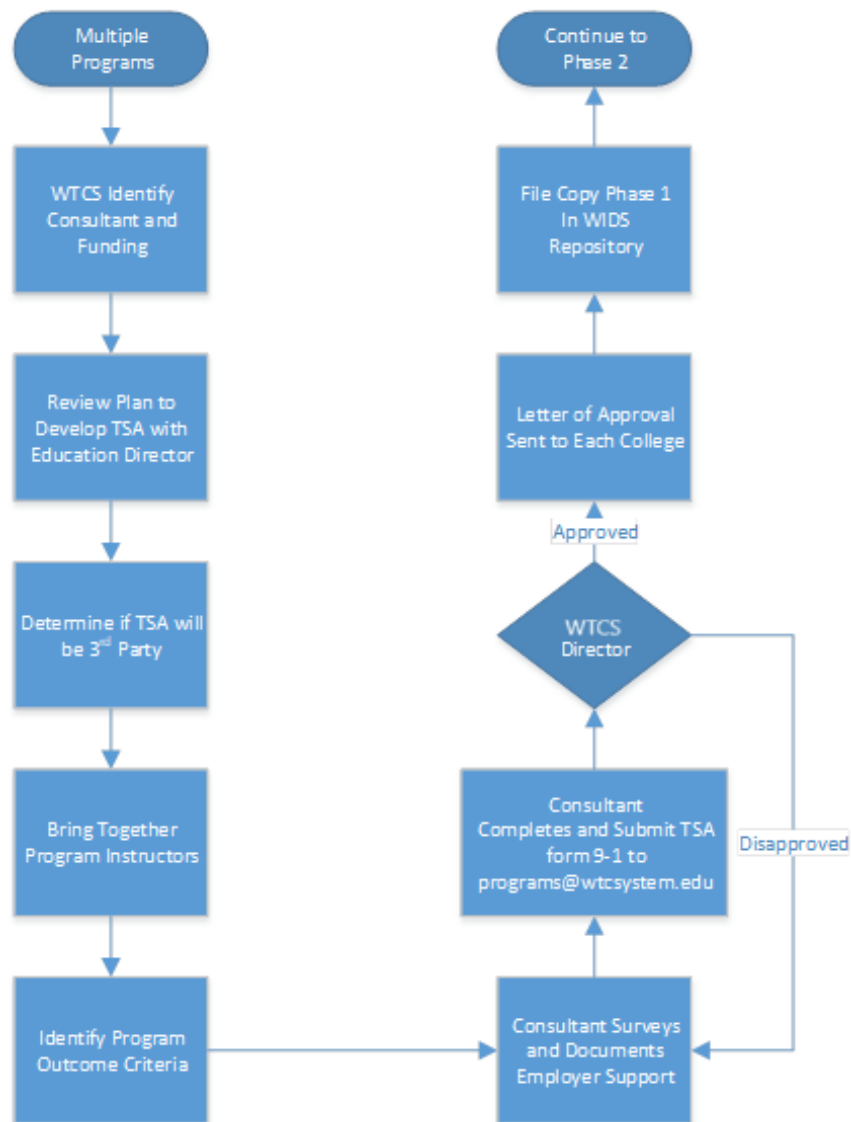 Multiple
Programs
WTCS Identify
Consultant and
Funding
Review Plan to
Develop TSA with
Education Director
Determine if TSA will
be 3rd Party
Bring Together
Program Instructors
Identify Program
Outcome Criteria
Consultant Surveys
and Documents
Employer Support
Consultant
Completes and Submit TSA
form 9-1 to
programs@wtcsystem.edu
WTCS
Director
Disapproved
Approved
Letter of Approval
Sent to Each College
File Copy Phase 1
In WIDS
Repository
Continue to
Phase 2